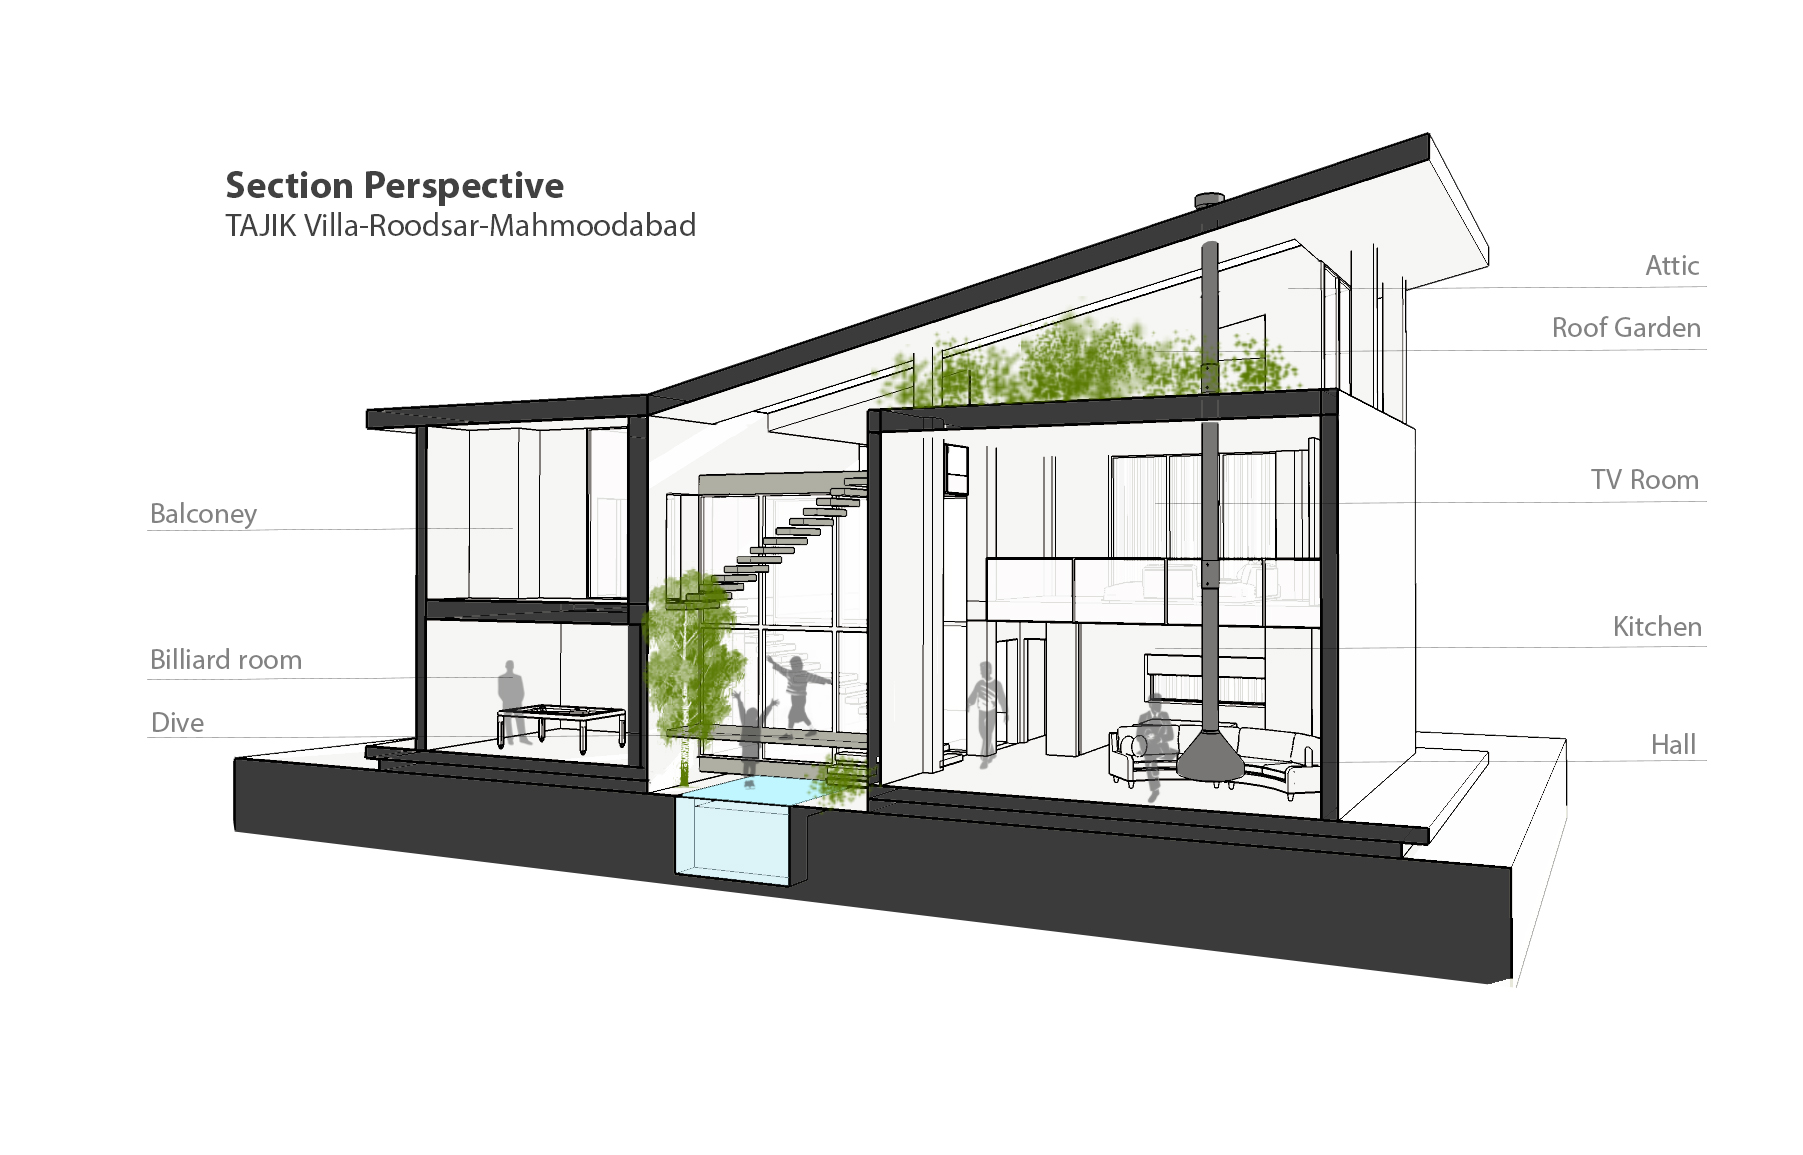 Section Perspective
TAJIK Villa-Roodsar-Mahmoodabad
Attic
Roof Garden
TV Room
Balconey
Kitchen
Billiard room
Dive
Hall